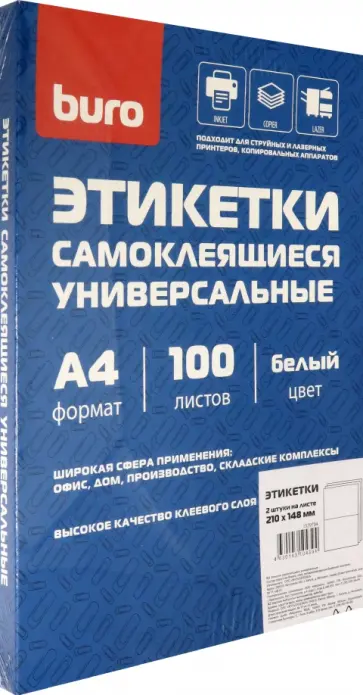 buro
INKJET
COPIER
LAZER
ПОДХОДИТ ДЛЯ СТРУЙНЫХ И ЛАЗЕРНЫХ
ПРИНТЕРОВ, КОПИРОВАЛЬНЫХ АППАРАТОВ
ЭТИКЕТКИ
САМОКЛЕЯЩИЕСЯ
УНИВЕРСАЛЬНЫЕ
А4
формат
100
листов
белый
цвет
ШИРОКАЯ СФЕРА ПРИМЕНЕНИЯ:
ОФИС, ДОМ, ПРОИЗВОДСТВО, СКЛАДСКИЕ КОМПЛЕКСЫ
ВЫСОКОЕ КАЧЕСТВО КЛЕЕВОГО СЛОЯ
ЭТИКЕТКИ
2 штуки на листе
210 x 148 мм
ЭТИКЕТКИ САМОКЛЕЯЩИЕСЯ УНИВЕРСАЛЬНЫЕ